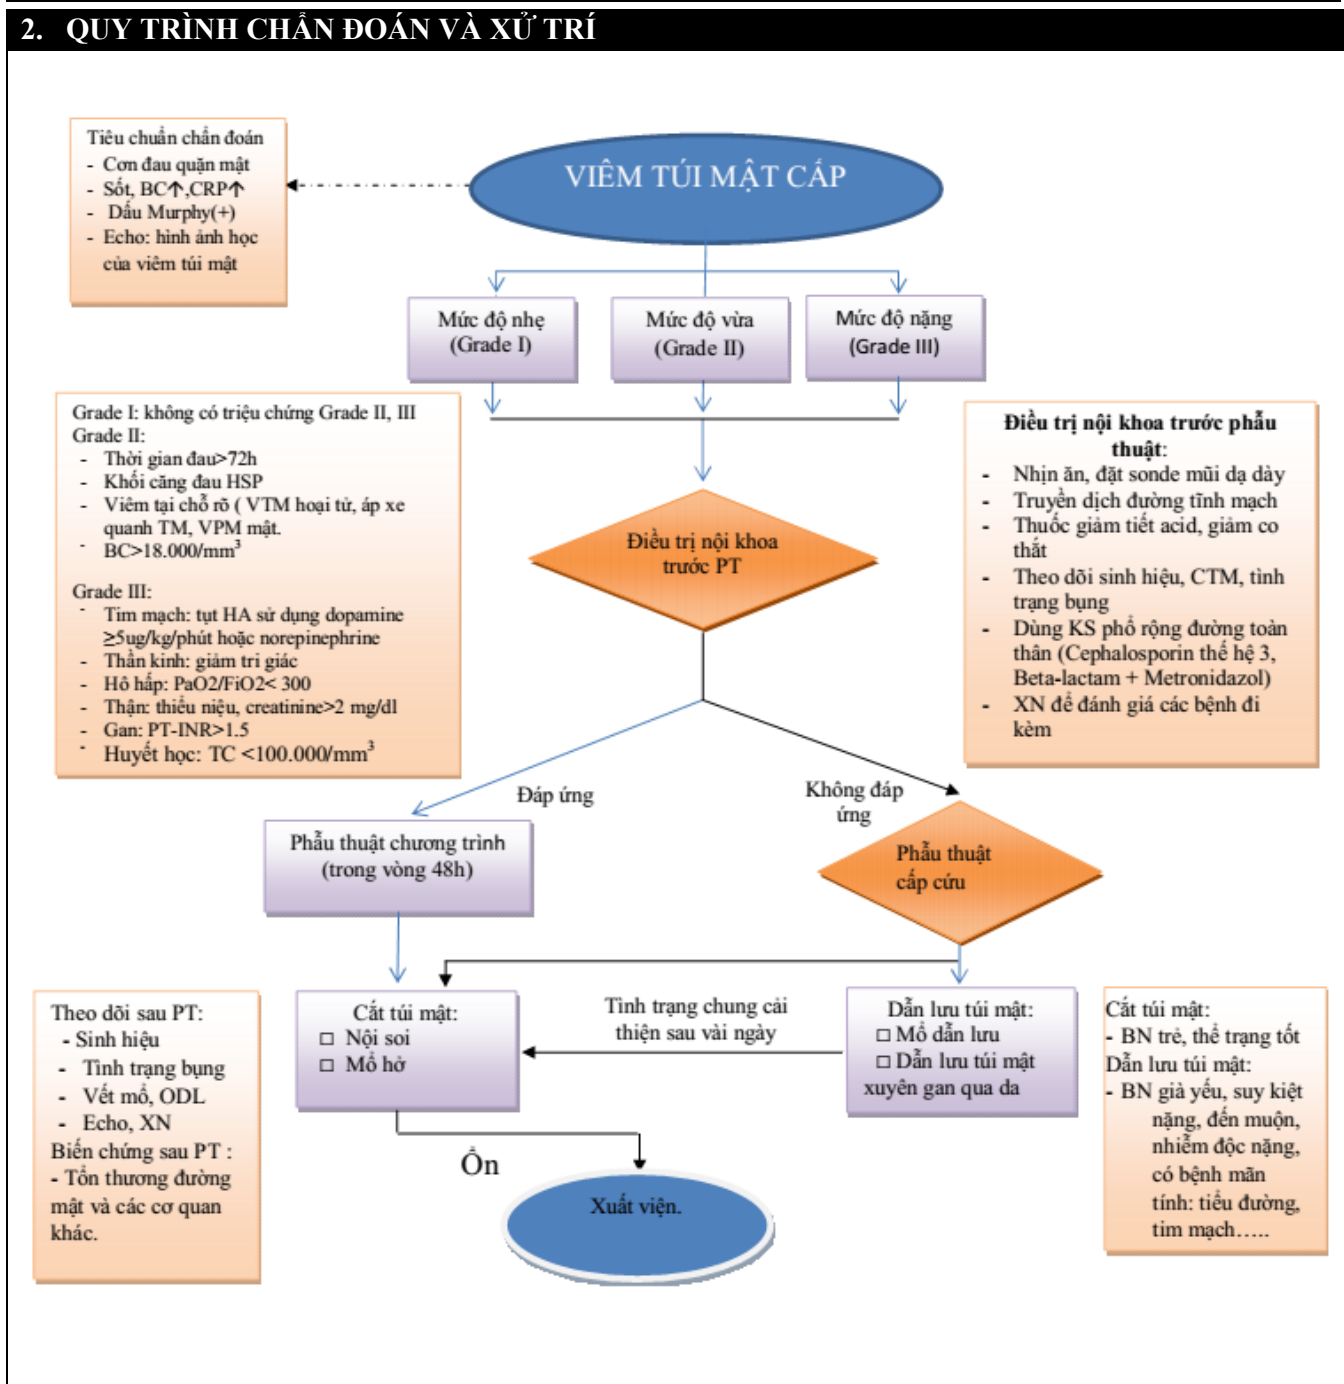 2. QUY TRÌNH CHẨN ĐOÁN VÀ XỬ TRÍ
Tiêu chuẩn chẩn đoán
- Cơn đau quặn mật
- Sốt, BC↑,CRP↑
- Dấu Murphy(+)
- Echo: hình ảnh học
của viêm túi mật
VIÊM TÚI MẬT CẤP
Mức độ nhẹ
(Grade I)
Mức độ vừa
(Grade II)
Mức độ nặng
(Grade III)
Grade I: không có triệu chứng Grade II, III
Grade II:
- Thời gian đau>72h
- Khối căng đau HSP
- Viêm tại chỗ rõ ( VTM hoại tử, áp xe
quanh TM, VPM mật.
- BC>18.000/mm³
Grade III:
- Tim mạch: tụt HA sử dụng dopamine
≥5ug/kg/phút hoặc norepinephrine
- Thần kinh: giảm tri giác
- Hô hấp: PaO2/FiO2< 300
- Thận: thiểu niệu, creatinine>2 mg/dl
- Gan: PT-INR>1.5
- Huyết học: TC <100.000/mm³
Điều trị nội khoa
trước PT
Điều trị nội khoa trước phẫu
thuật:
- Nhịn ăn, đặt sonde mũi dạ dày
- Truyền dịch đường tĩnh mạch
- Thuốc giảm tiết acid, giảm co
thắt
- Theo dõi sinh hiệu, CTM, tình
trạng bụng
- Dùng KS phổ rộng đường toàn
thân (Cephalosporin thế hệ 3,
Beta-lactam + Metronidazol)
- XN để đánh giá các bệnh đi
kèm
Đáp ứng
Không đáp
ứng
Phẫu thuật chương trình
(trong vòng 48h)
Phẫu thuật
cấp cứu
Theo dõi sau PT:
- Sinh hiệu
- Tình trạng bụng
- Vết mổ, ODL
- Echo, XN
Biến chứng sau PT :
- Tổn thương đường
mật và các cơ quan
khác.
Cắt túi mật:
□ Nội soi
□ Mổ hở
Tình trạng chung cải
thiện sau vài ngày
Dẫn lưu túi mật:
□ Mổ dẫn lưu
□ Dẫn lưu túi mật
xuyên gan qua da
Cắt túi mật:
- BN trẻ, thể trạng tốt
Dẫn lưu túi mật:
- BN già yếu, suy kiệt
nặng, đến muộn,
nhiễm độc nặng,
có bệnh mãn
tính: tiểu đường,
tim mạch…..
Ổn
Xuất viện.